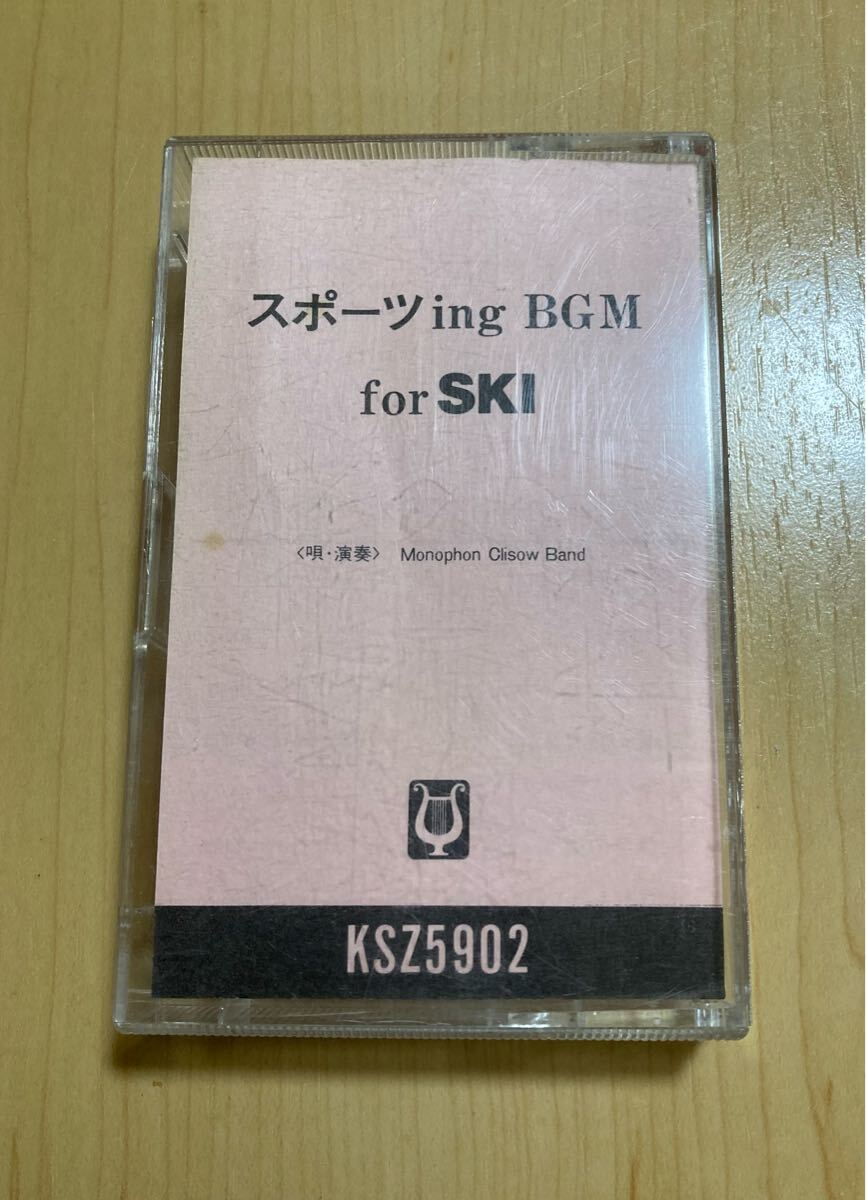 スポーツing BGM
for SKI
〈唄・演奏〉 Monophon Clisow Band
KSZ5902